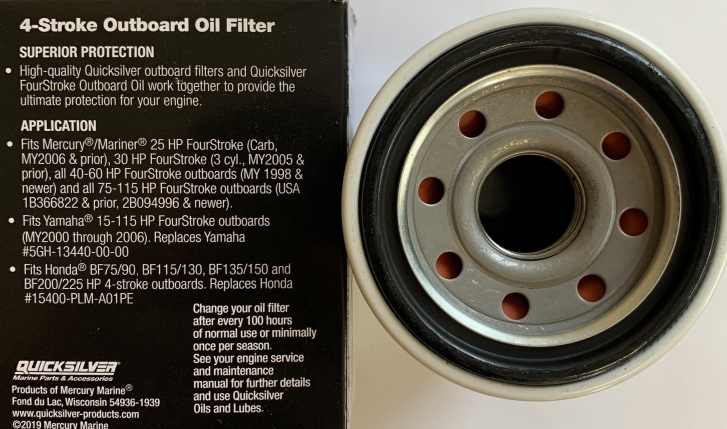 4-Stroke Outboard Oil Filter
SUPERIOR PROTECTION
• High-quality Quicksilver outboard filters and Quicksilver
FourStroke Outboard Oil work together to provide the
ultimate protection for your engine.
APPLICATION
• Fits Mercury®/Mariner® 25 HP FourStroke (Carb,
MY2006 & prior), 30 HP FourStroke (3 cyl., MY2005 &
prior), all 40-60 HP FourStroke outboards (MY 1998 &
newer) and all 75-115 HP FourStroke outboards (USA
1B366822 & prior, 2B094996 & newer).
• Fits Yamaha® 15-115 HP FourStroke outboards
(MY2000 through 2006). Replaces Yamaha
#5GH-13440-00-00
• Fits Honda® BF75/90, BF115/130, BF135/150 and
BF200/225 HP 4-stroke outboards. Replaces Honda
#15400-PLM-A01PE
Change your oil filter
after every 100 hours
of normal use or minimally
once per season.
See your engine service
and maintenance
manual for further details
and use Quicksilver
Oils and Lubes.
QUICKSILVER®
Marine Parts & Accessories
Products of Mercury Marine®
Fond du Lac, Wisconsin 54936-1939
www.quicksilver-products.com
©2019 Mercury Marine